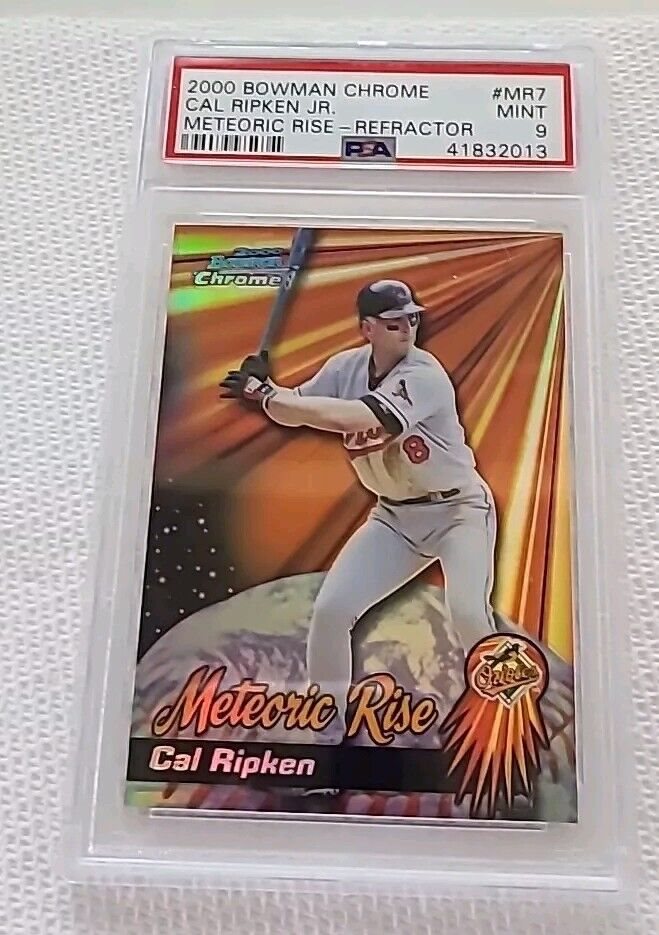 2000 BOWMAN CHROME #MR7
CAL RIPKEN JR. MINT
METEORIC RISE - REFRACTOR 9
PSA 41832013
2000
Bowman
Chrome
8
Meteoric Rise
Orioles
Cal Ripken